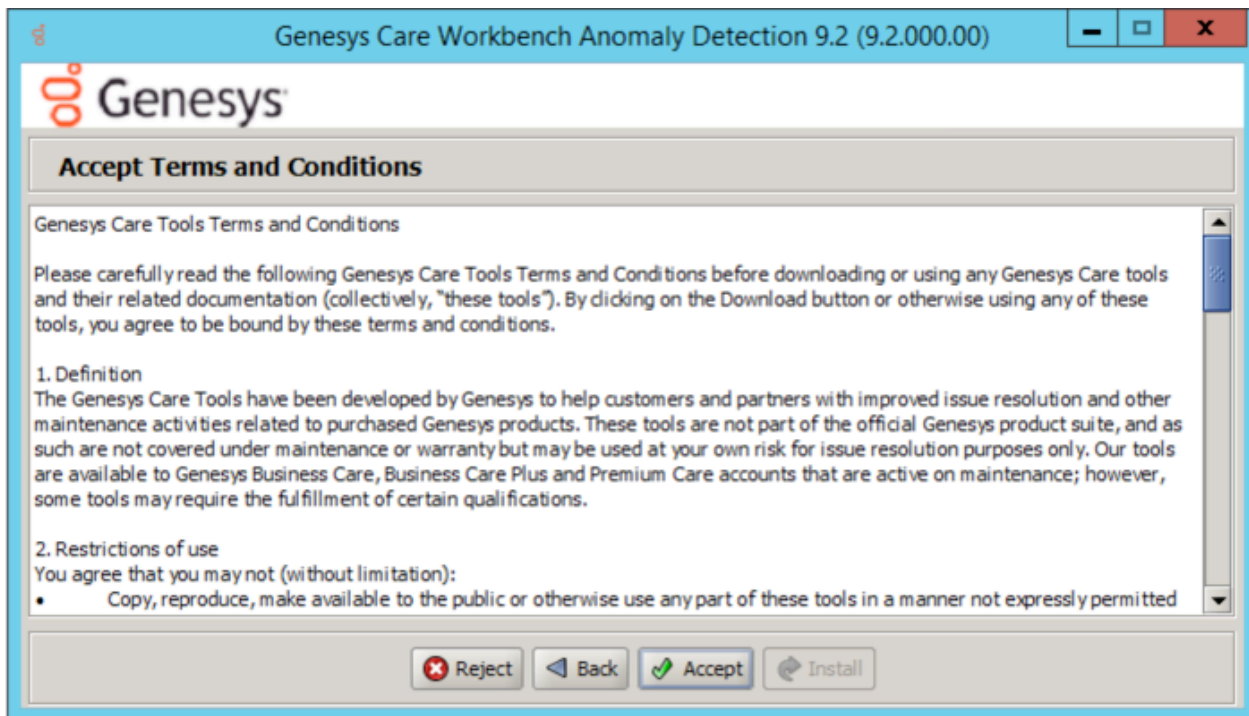 Genesys Care Workbench Anomaly Detection 9.2 (9.2.000.00)
Genesys
Accept Terms and Conditions
Genesys Care Tools Terms and Conditions
Please carefully read the following Genesys Care Tools Terms and Conditions before downloading or using any Genesys Care tools
and their related documentation (collectively, “these tools”). By clicking on the Download button or otherwise using any of these
tools, you agree to be bound by these terms and conditions.
1. Definition
The Genesys Care Tools have been developed by Genesys to help customers and partners with improved issue resolution and other
maintenance activities related to purchased Genesys products. These tools are not part of the official Genesys product suite, and as
such are not covered under maintenance or warranty but may be used at your own risk for issue resolution purposes only. Our tools
are available to Genesys Business Care, Business Care Plus and Premium Care accounts that are active on maintenance; however,
some tools may require the fulfillment of certain qualifications.
2. Restrictions of use
You agree that you may not (without limitation):
• Copy, reproduce, make available to the public or otherwise use any part of these tools in a manner not expressly permitted
Reject Back Accept Install